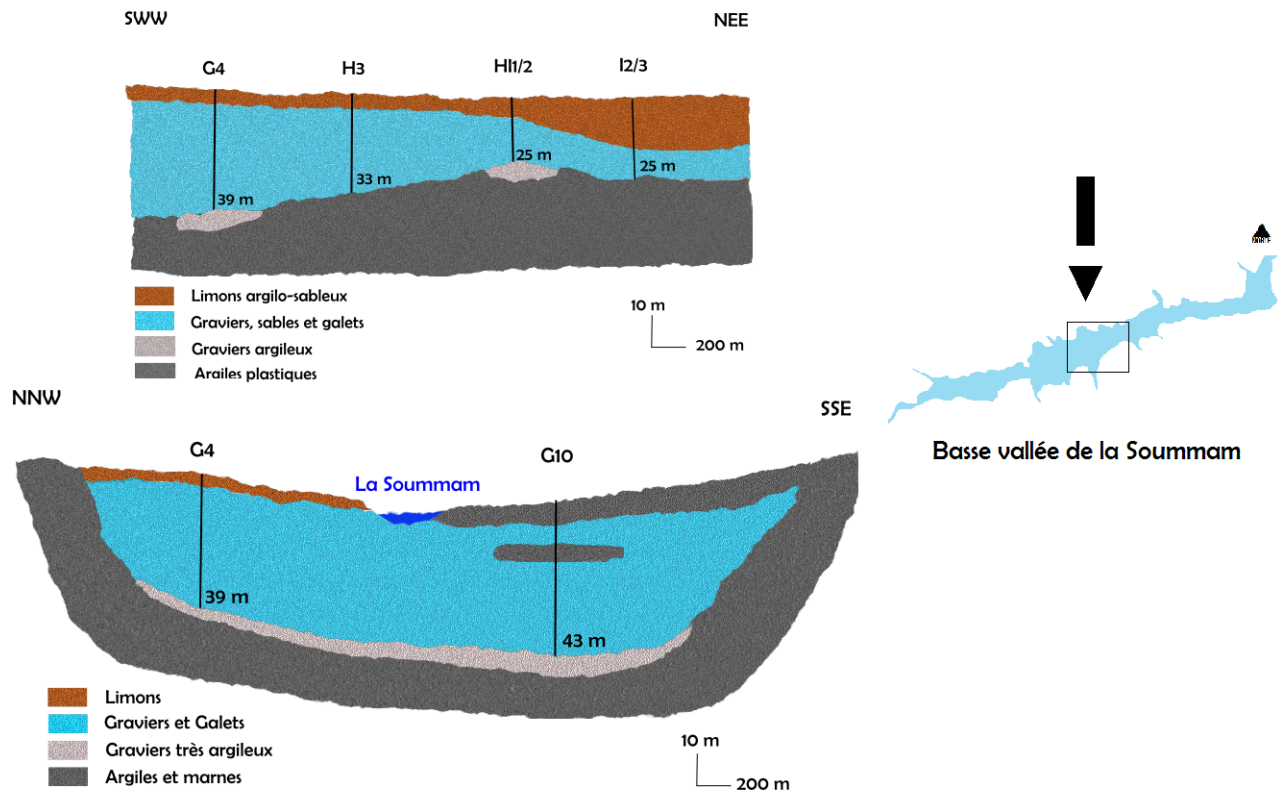 SWW
NEE
G4
H3
HI1/2
I2/3
39 m
33 m
25 m
25 m
Limons argilo-sableux
Graviers, sables et galets
Graviers argileux
Argiles plastiques
10 m
200 m
Basse vallée de la Soummam
NNW
SSE
G4
La Soummam
G10
39 m
43 m
Limons
Graviers et Galets
Graviers très argileux
Argiles et marnes
10 m
200 m